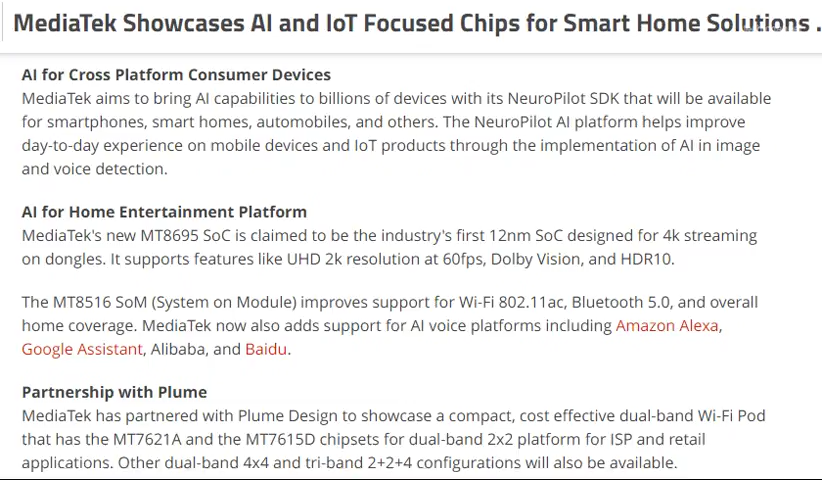 MediaTek Showcases AI and IoT Focused Chips for Smart Home Solutions .
AI for Cross Platform Consumer Devices
MediaTek aims to bring AI capabilities to billions of devices with its NeuroPilot SDK that will be available
for smartphones, smart homes, automobiles, and others. The NeuroPilot AI platform helps improve
day-to-day experience on mobile devices and IoT products through the implementation of AI in image
and voice detection.
AI for Home Entertainment Platform
MediaTek's new MT8695 SoC is claimed to be the industry's first 12nm SoC designed for 4k streaming
on dongles. It supports features like UHD 2k resolution at 60fps, Dolby Vision, and HDR10.
The MT8516 SoM (System on Module) improves support for Wi-Fi 802.11ac, Bluetooth 5.0, and overall
home coverage. MediaTek now also adds support for AI voice platforms including Amazon Alexa,
Google Assistant, Alibaba, and Baidu.
Partnership with Plume
MediaTek has partnered with Plume Design to showcase a compact, cost effective dual-band Wi-Fi Pod
that has the MT7621A and the MT7615D chipsets for dual-band 2x2 platform for ISP and retail
applications. Other dual-band 4x4 and tri-band 2+2+4 configurations will also be available.